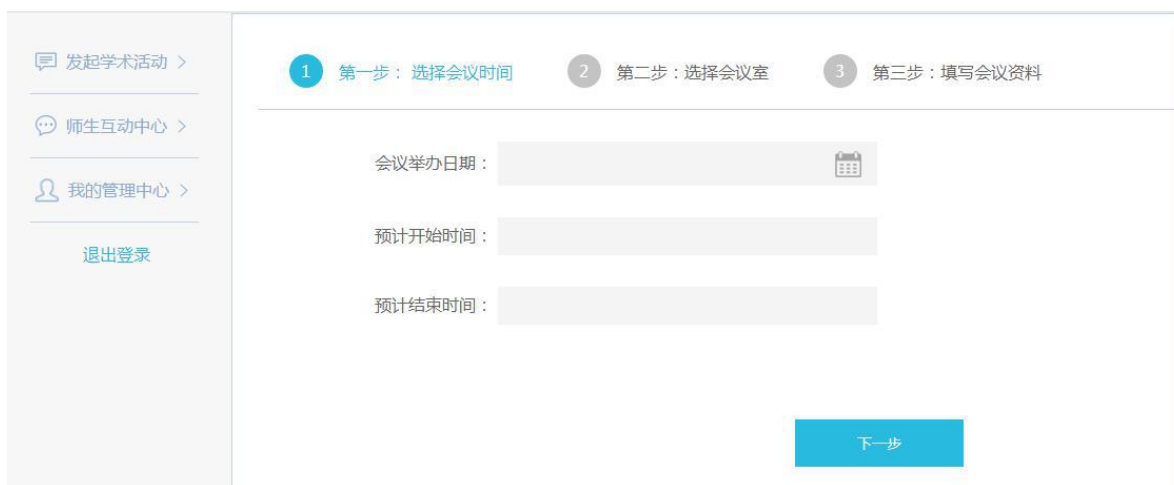 发起学术活动 >
师生互动中心 >
我的管理中心 >
退出登录
1 第一步： 选择会议时间
2 第二步：选择会议室
3 第三步：填写会议资料
会议举办日期：
预计开始时间：
预计结束时间：
下一步